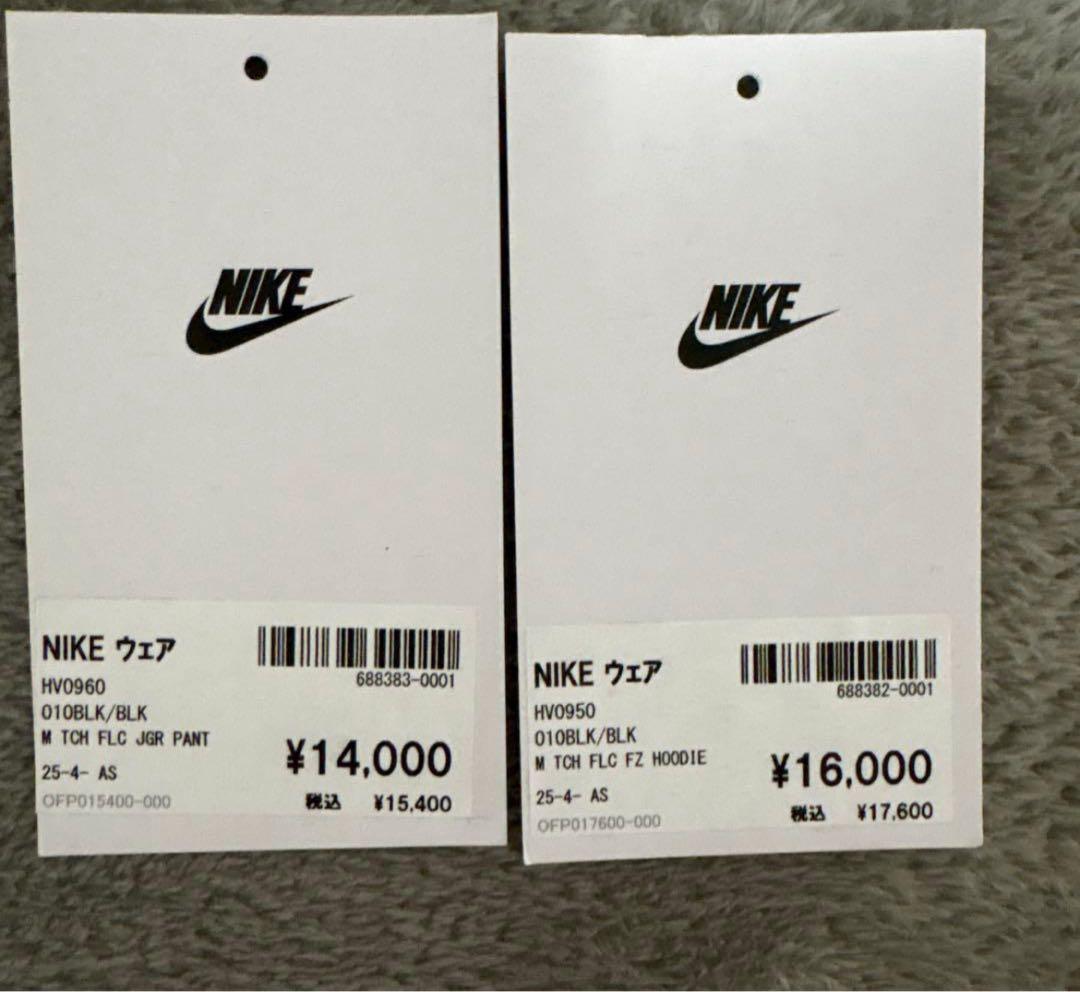 NIKE
NIKE ウェア
688383-0001
HV0960
010BLK/BLK
M TCH FLC JGR PANT
¥14,000
25-4- AS
OFP015400-000
税込 ¥15,400
NIKE
NIKE ウェア
688382-0001
HV0950
010BLK/BLK
M TCH FLC FZ HOODIE
¥16,000
25-4- AS
OFP017600-000
税込 ¥17,600